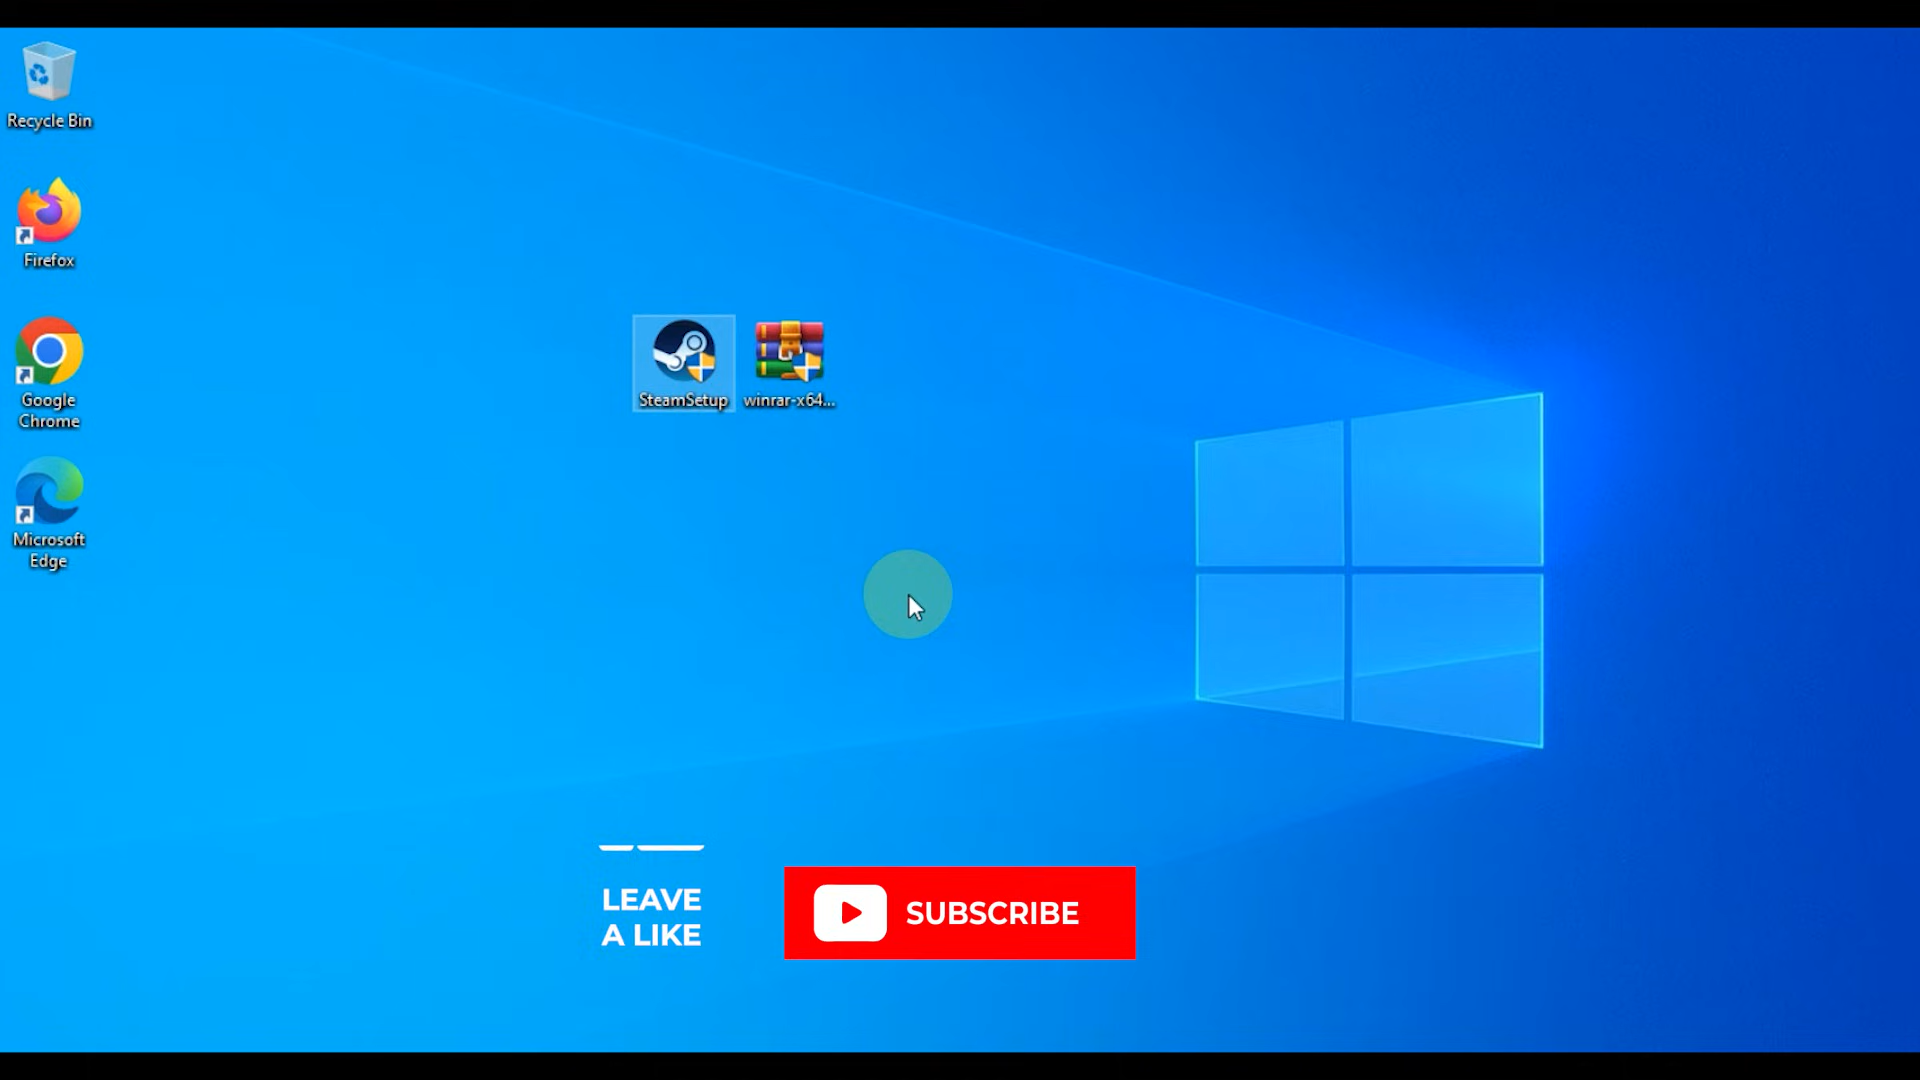 Recycle Bin
Firefox
Google
Chrome
Microsoft
Edge
SteamSetup
winrar-x64...
LEAVE
A LIKE
SUBSCRIBE